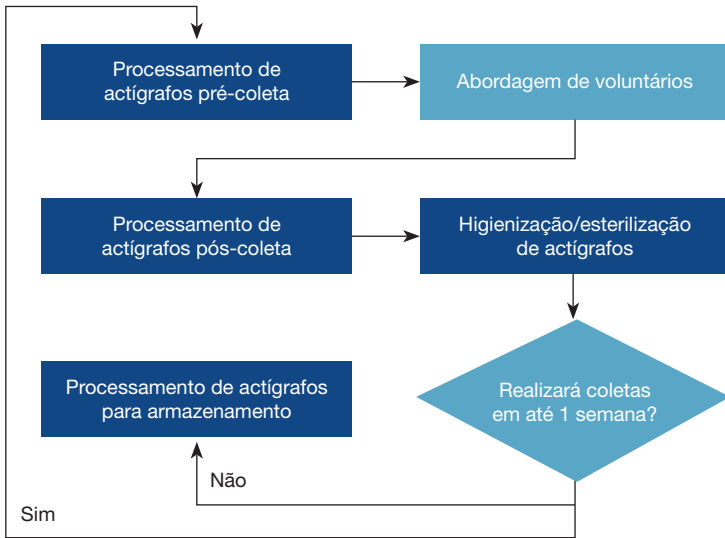 Processamento de
actígrafos pré-coleta
Abordagem de voluntários
Processamento de
actígrafos pós-coleta
Higienização/esterilização
de actígrafos
Processamento de actígrafos
para armazenamento
Realizará coletas
em até 1 semana?
Não
Sim